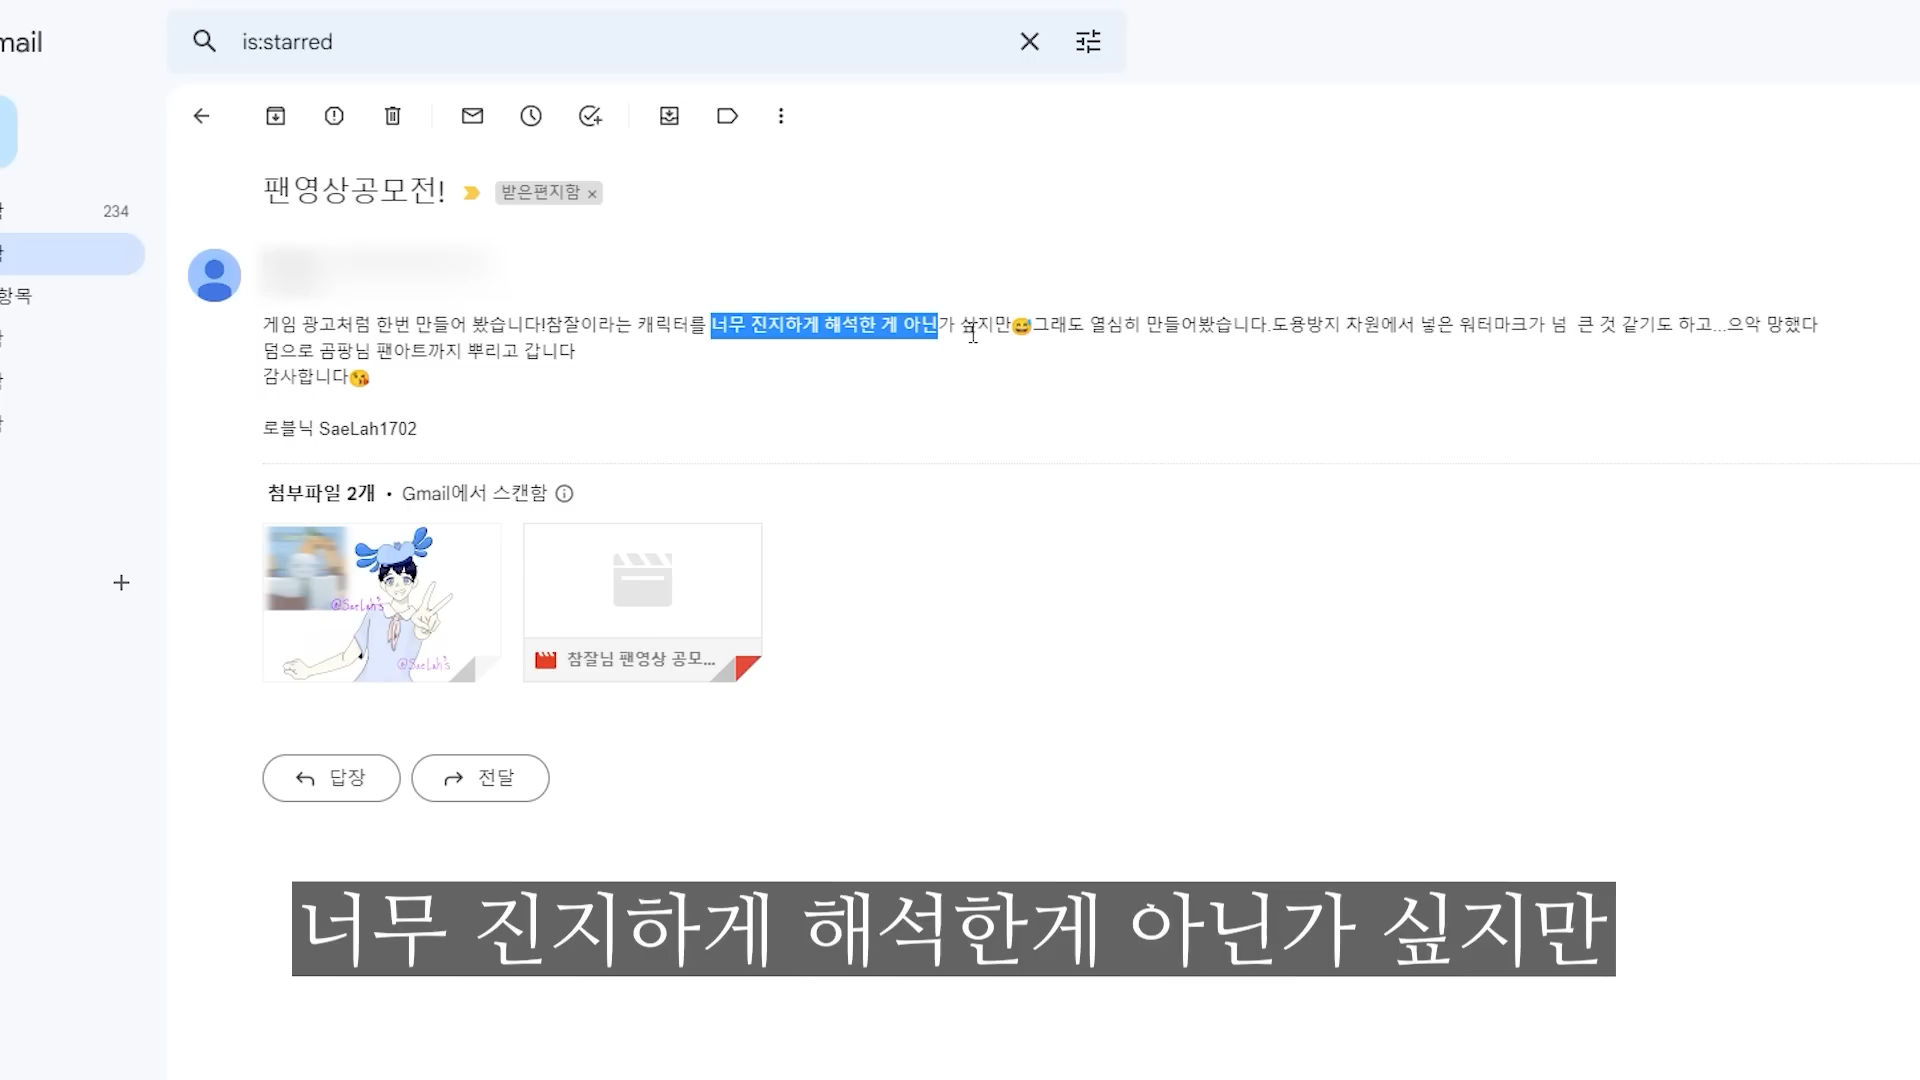 mail
is:starred
팬영상공모전!
받은편지함 ×
234
항목
게임 광고처럼 한번 만들어 봤습니다!참잘이라는 캐릭터를 너무 진지하게 해석한 게 아닌가 싶지만😅그래도 열심히 만들어봤습니다.도용방지 차원에서 넣은 워터마크가 넘 큰 것 같기도 하고...으악 망했다
덤으로 곰팡님 팬아트까지 뿌리고 갑니다
감사합니다😘
로블닉 SaeLah1702
첨부파일 2개 • Gmail에서 스캔함
@SaeLah's
@SaeLah's
참잘님 팬영상 공모...
답장
전달
너무 진지하게 해석한게 아닌가 싶지만